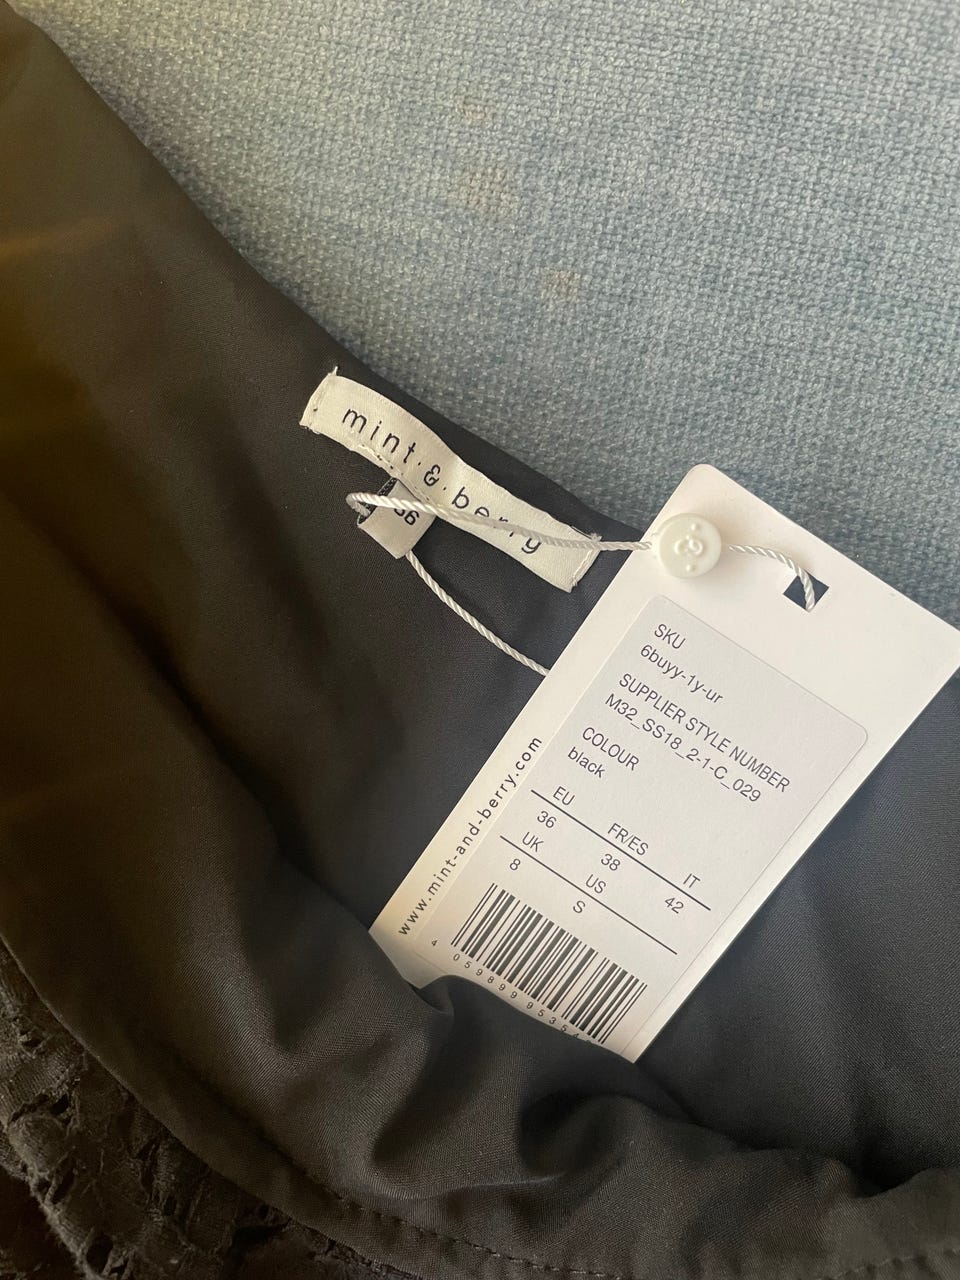 mint & berry
36
SKU
6buyy-1y-ur
SUPPLIER STYLE NUMBER
M32_SS18_2-1-C_029
COLOUR
black
EU FR/ES IT
36 38 42
UK US
8 S
www.mint-and-berry.com